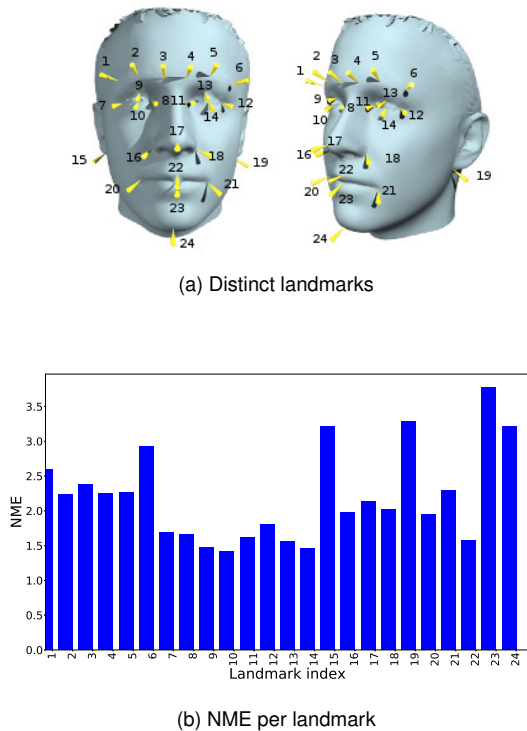 1 2 3 4 5 6
7 9 8 11 13 12
10 14
17
15 16 22 18 19
20 21
23
24
2 3 4 5
1 6
9 8 11 13
10 14 12
17
16 18
22 19
20 23 21
24
(a) Distinct landmarks
3.5
3.0
2.5
2.0
1.5
1.0
0.5
0.0
NME
1 2 3 4 5 6 7 8 9 10 11 12 13 14 15 16 17 18 19 20 21 22 23 24
Landmark index
(b) NME per landmark